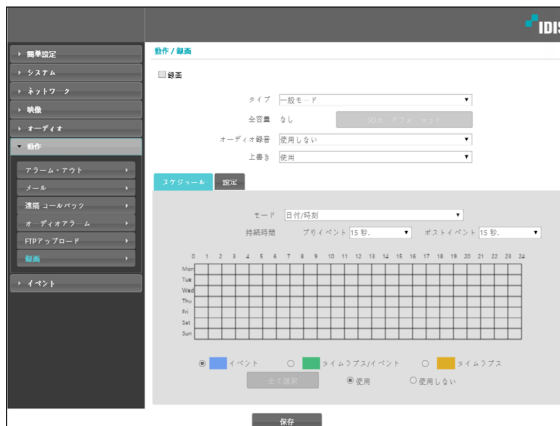 IDIS
簡単設定
システム
ネットワーク
映像
オーディオ
動作
アラーム・アウト
メール
遠隔 コールバック
オーディオアラーム
FTPアップロード
録画
イベント
動作 / 録画
録画
タイプ 一般モード
全容量 なし
オーディオ録音 使用しない
上書き 使用
スケジュール 設定
モード 日付/時刻
持続時間 プリイベント 15 秒. ポストイベント 15 秒.
0 1 2 3 4 5 6 7 8 9 10 11 12 13 14 15 16 17 18 19 20 21 22 23 24
Mon
Tue
Wed
Thu
Fri
Sat
Sun
イベント タイムラプス/イベント タイムラプス
全て選択 使用 使用しない
保存